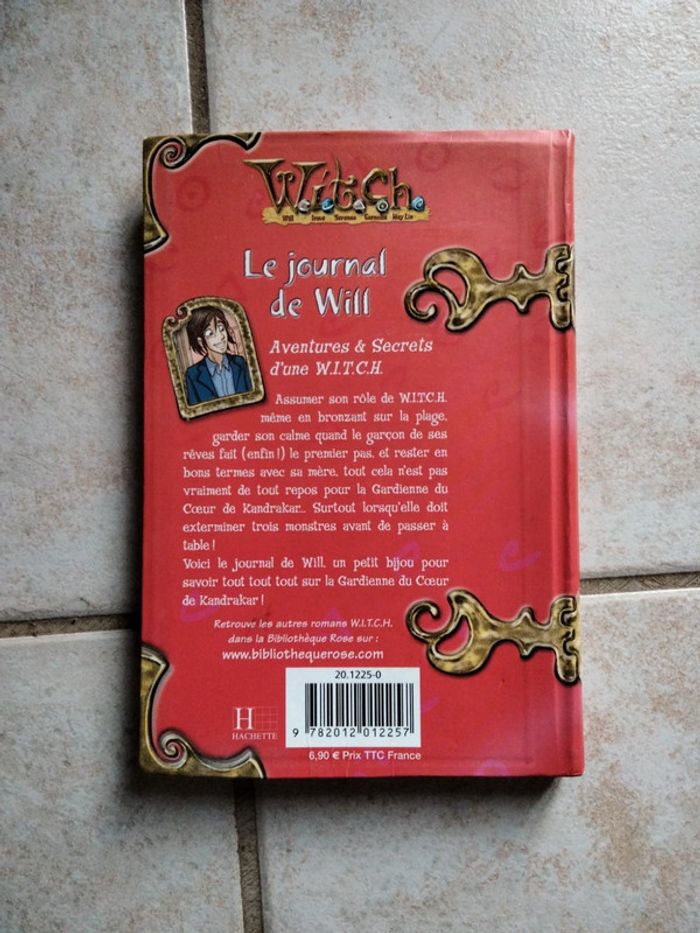 W.i.t.c.h.
Will Irma Taranee Cornelia Hay Lin
Le journal
de Will
Aventures & Secrets
d'une W.I.T.C.H.
Assumer son rôle de W.I.T.C.H.
même en bronzant sur la plage,
garder son calme quand le garçon de ses
rêves fait (enfin !) le premier pas, et rester en
bons termes avec sa mère, tout cela n'est pas
vraiment de tout repos pour la Gardienne du
Cœur de Kandrakar... Surtout lorsqu'elle doit
exterminer trois monstres avant de passer à
table !
Voici le journal de Will, un petit bijou pour
savoir tout tout tout sur la Gardienne du Cœur
de Kandrakar !
Retrouve les autres romans W.I.T.C.H.
dans la Bibliothèque Rose sur :
www.bibliothequerose.com
20.1225-0
H
HACHETTE
9 782012 012257
6,90 € Prix TTC France